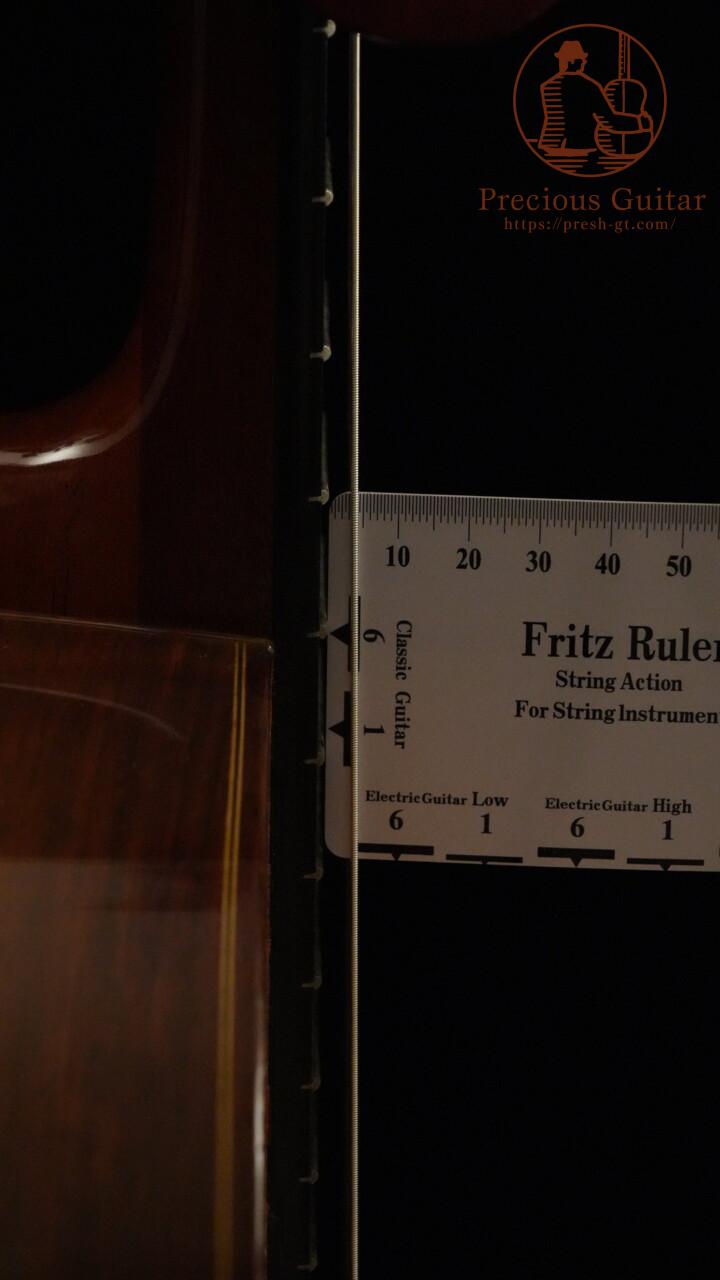 Precious Guitar
https://presh-gt.com/
10 20 30 40 50
Fritz Ruler
String Action
For String Instrumen
6 Classic Guitar
1
ElectricGuitar Low
6 1
ElectricGuitar High
6 1